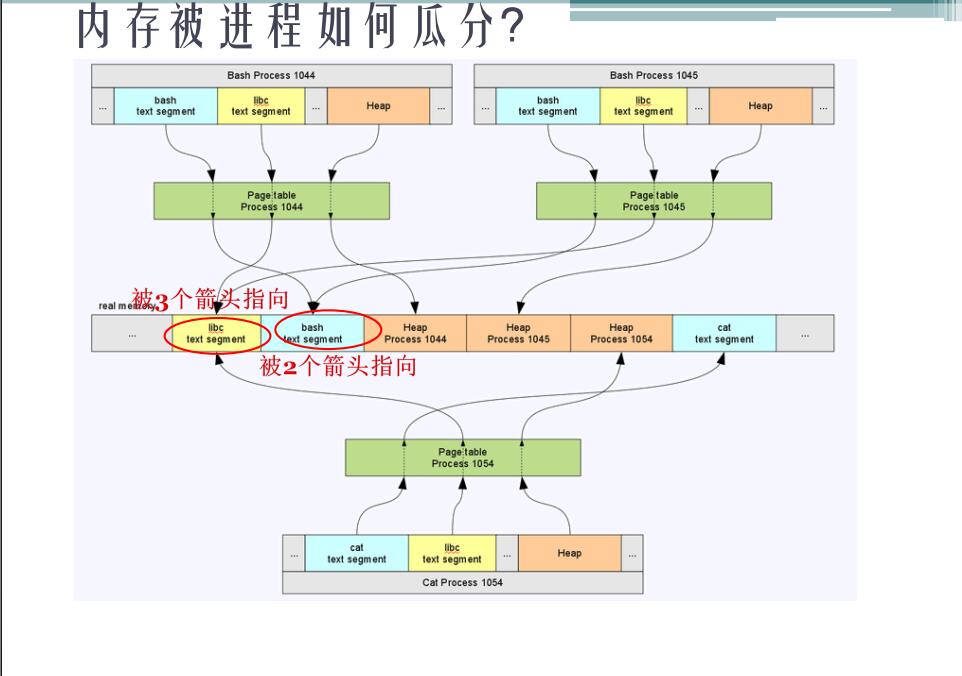 内存被进程如何瓜分?
Bash Process 1044
Bash Process 1045
...
bash
text segment
libc
text segment
...
Heap
...
...
bash
text segment
libc
text segment
...
Heap
...
Page table
Process 1044
Page table
Process 1045
被3个箭头指向
real memory
...
libc
text segment
bash
text segment
Heap
Process 1044
Heap
Process 1045
Heap
Process 1054
cat
text segment
...
被2个箭头指向
Page table
Process 1054
...
cat
text segment
libc
text segment
...
Heap
...
Cat Process 1054